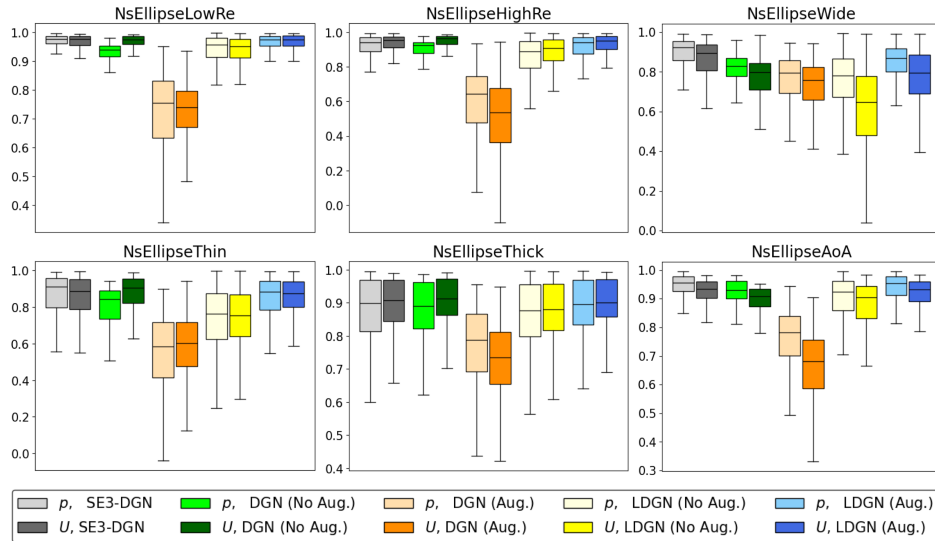 NsEllipseLowRe
1.0
0.9
0.8
0.7
0.6
0.5
0.4
NsEllipseHighRe
1.0
0.8
0.6
0.4
0.2
0.0
NsEllipseWide
1.0
0.8
0.6
0.4
0.2
0.0
NsEllipseThin
1.0
0.8
0.6
0.4
0.2
0.0
NsEllipseThick
1.0
0.9
0.8
0.7
0.6
0.5
0.4
NsEllipseAoA
1.0
0.9
0.8
0.7
0.6
0.5
0.4
0.3
p, SE3-DGN
p, DGN (No Aug.)
p, DGN (Aug.)
p, LDGN (No Aug.)
p, LDGN (Aug.)
U, SE3-DGN
U, DGN (No Aug.)
U, DGN (Aug.)
U, LDGN (No Aug.)
U, LDGN (Aug.)